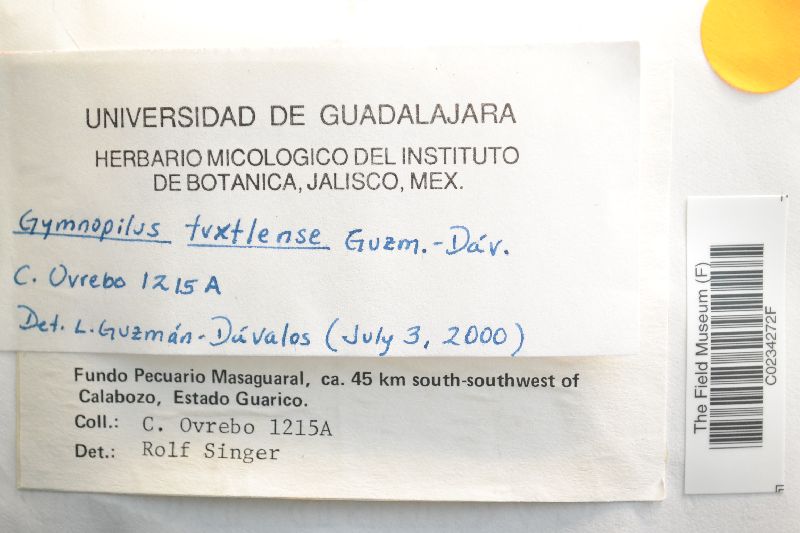 UNIVERSIDAD DE GUADALAJARA
HERBARIO MICOLOGICO DEL INSTITUTO
DE BOTANICA, JALISCO, MEX.
Gymnopilus tuxtlense Guzm.-Dáv.
C. Ovrebo 1215A
Det. L. Guzmán-Dávalos (July 3, 2000)
Fundo Pecuario Masaguaral, ca. 45 km south-southwest of
Calabozo, Estado Guarico.
Coll.: C. Ovrebo 1215A
Det.: Rolf Singer
The Field Museum (F)
C0234272F